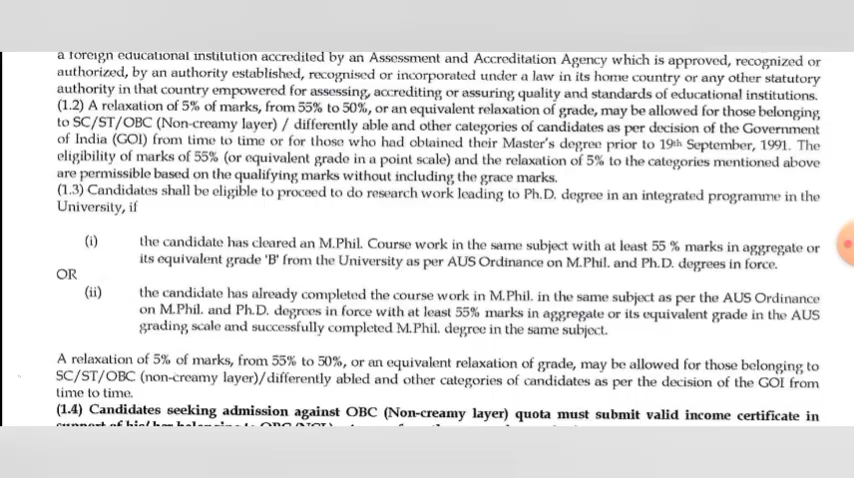 a foreign educational institution accredited by an Assessment and Accreditation Agency which is approved, recognized or
authorized, by an authority established, recognised or incorporated under a law in its home country or any other statutory
authority in that country empowered for assessing, accrediting or assuring quality and standards of educational institutions.
(1.2) A relaxation of 5% of marks, from 55% to 50%, or an equivalent relaxation of grade, may be allowed for those belonging
to SC/ST/OBC (Non-creamy layer) / differently able and other categories of candidates as per decision of the Government
of India (GOI) from time to time or for those who had obtained their Master's degree prior to 19th September, 1991. The
eligibility of marks of 55% (or equivalent grade in a point scale) and the relaxation of 5% to the categories mentioned above
are permissible based on the qualifying marks without including the grace marks.
(1.3) Candidates shall be eligible to proceed to do research work leading to Ph.D. degree in an integrated programme in the
University, if
(i) the candidate has cleared an M.Phil. Course work in the same subject with at least 55 % marks in aggregate or
its equivalent grade 'B' from the University as per AUS Ordinance on M.Phil. and Ph.D. degrees in force.
OR
(ii) the candidate has already completed the course work in M.Phil. in the same subject as per the AUS Ordinance
on M.Phil. and Ph.D. degrees in force with at least 55% marks in aggregate or its equivalent grade in the AUS
grading scale and successfully completed M.Phil. degree in the same subject.
A relaxation of 5% of marks, from 55% to 50%, or an equivalent relaxation of grade, may be allowed for those belonging to
SC/ST/OBC (non-creamy layer)/differently abled and other categories of candidates as per the decision of the GOI from
time to time.
(1.4) Candidates seeking admission against OBC (Non-creamy layer) quota must submit valid income certificate in